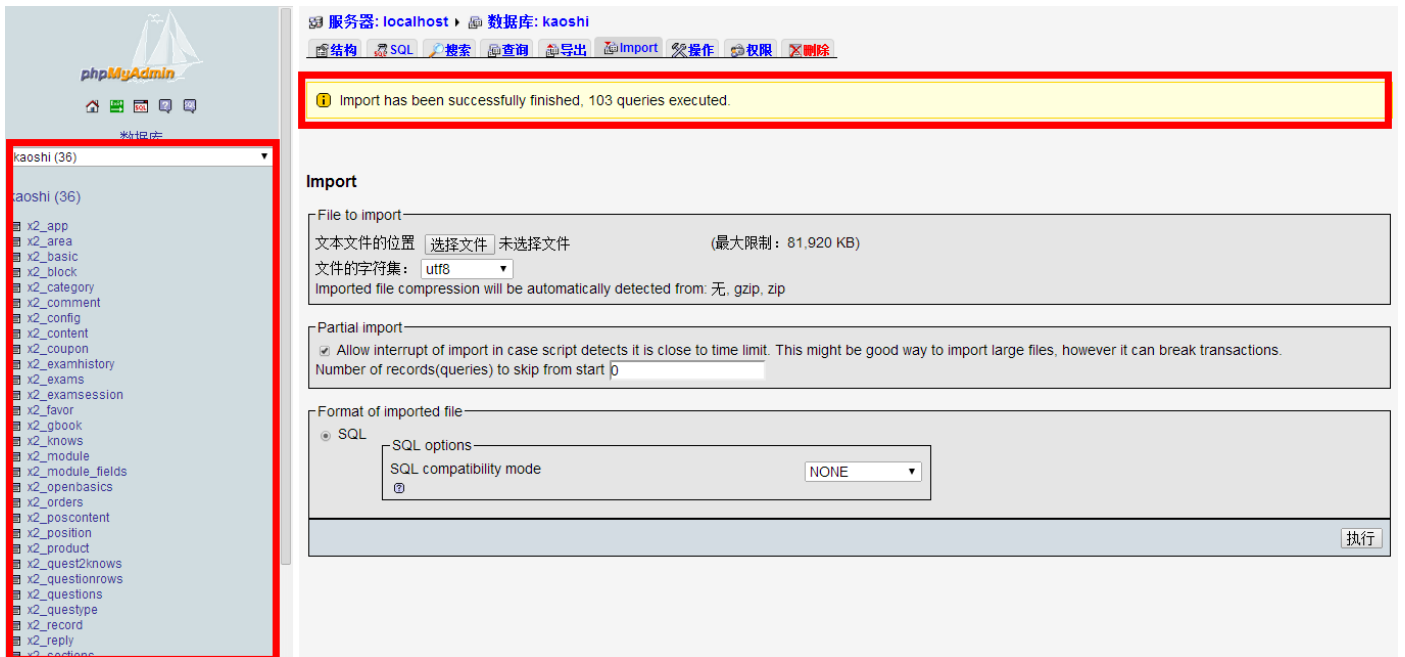 phpMyAdmin
数据库
kaoshi (36)
kaoshi (36)
x2_app
x2_area
x2_basic
x2_block
x2_category
x2_comment
x2_config
x2_content
x2_coupon
x2_examhistory
x2_exams
x2_examsession
x2_favor
x2_gbook
x2_knows
x2_module
x2_module_fields
x2_openbasics
x2_orders
x2_poscontent
x2_position
x2_product
x2_quest2knows
x2_questionrows
x2_questions
x2_questype
x2_record
x2_reply
x2_sections
服务器: localhost ▸ 数据库: kaoshi
结构 SQL 搜索 查询 导出 Import 操作 权限 删除
Import has been successfully finished, 103 queries executed.
Import
File to import
文本文件的位置 选择文件 未选择文件 (最大限制：81,920 KB)
文件的字符集： utf8
Imported file compression will be automatically detected from: 无, gzip, zip
Partial import
Allow interrupt of import in case script detects it is close to time limit. This might be good way to import large files, however it can break transactions.
Number of records(queries) to skip from start 0
Format of imported file
SQL
SQL options
SQL compatibility mode NONE
执行